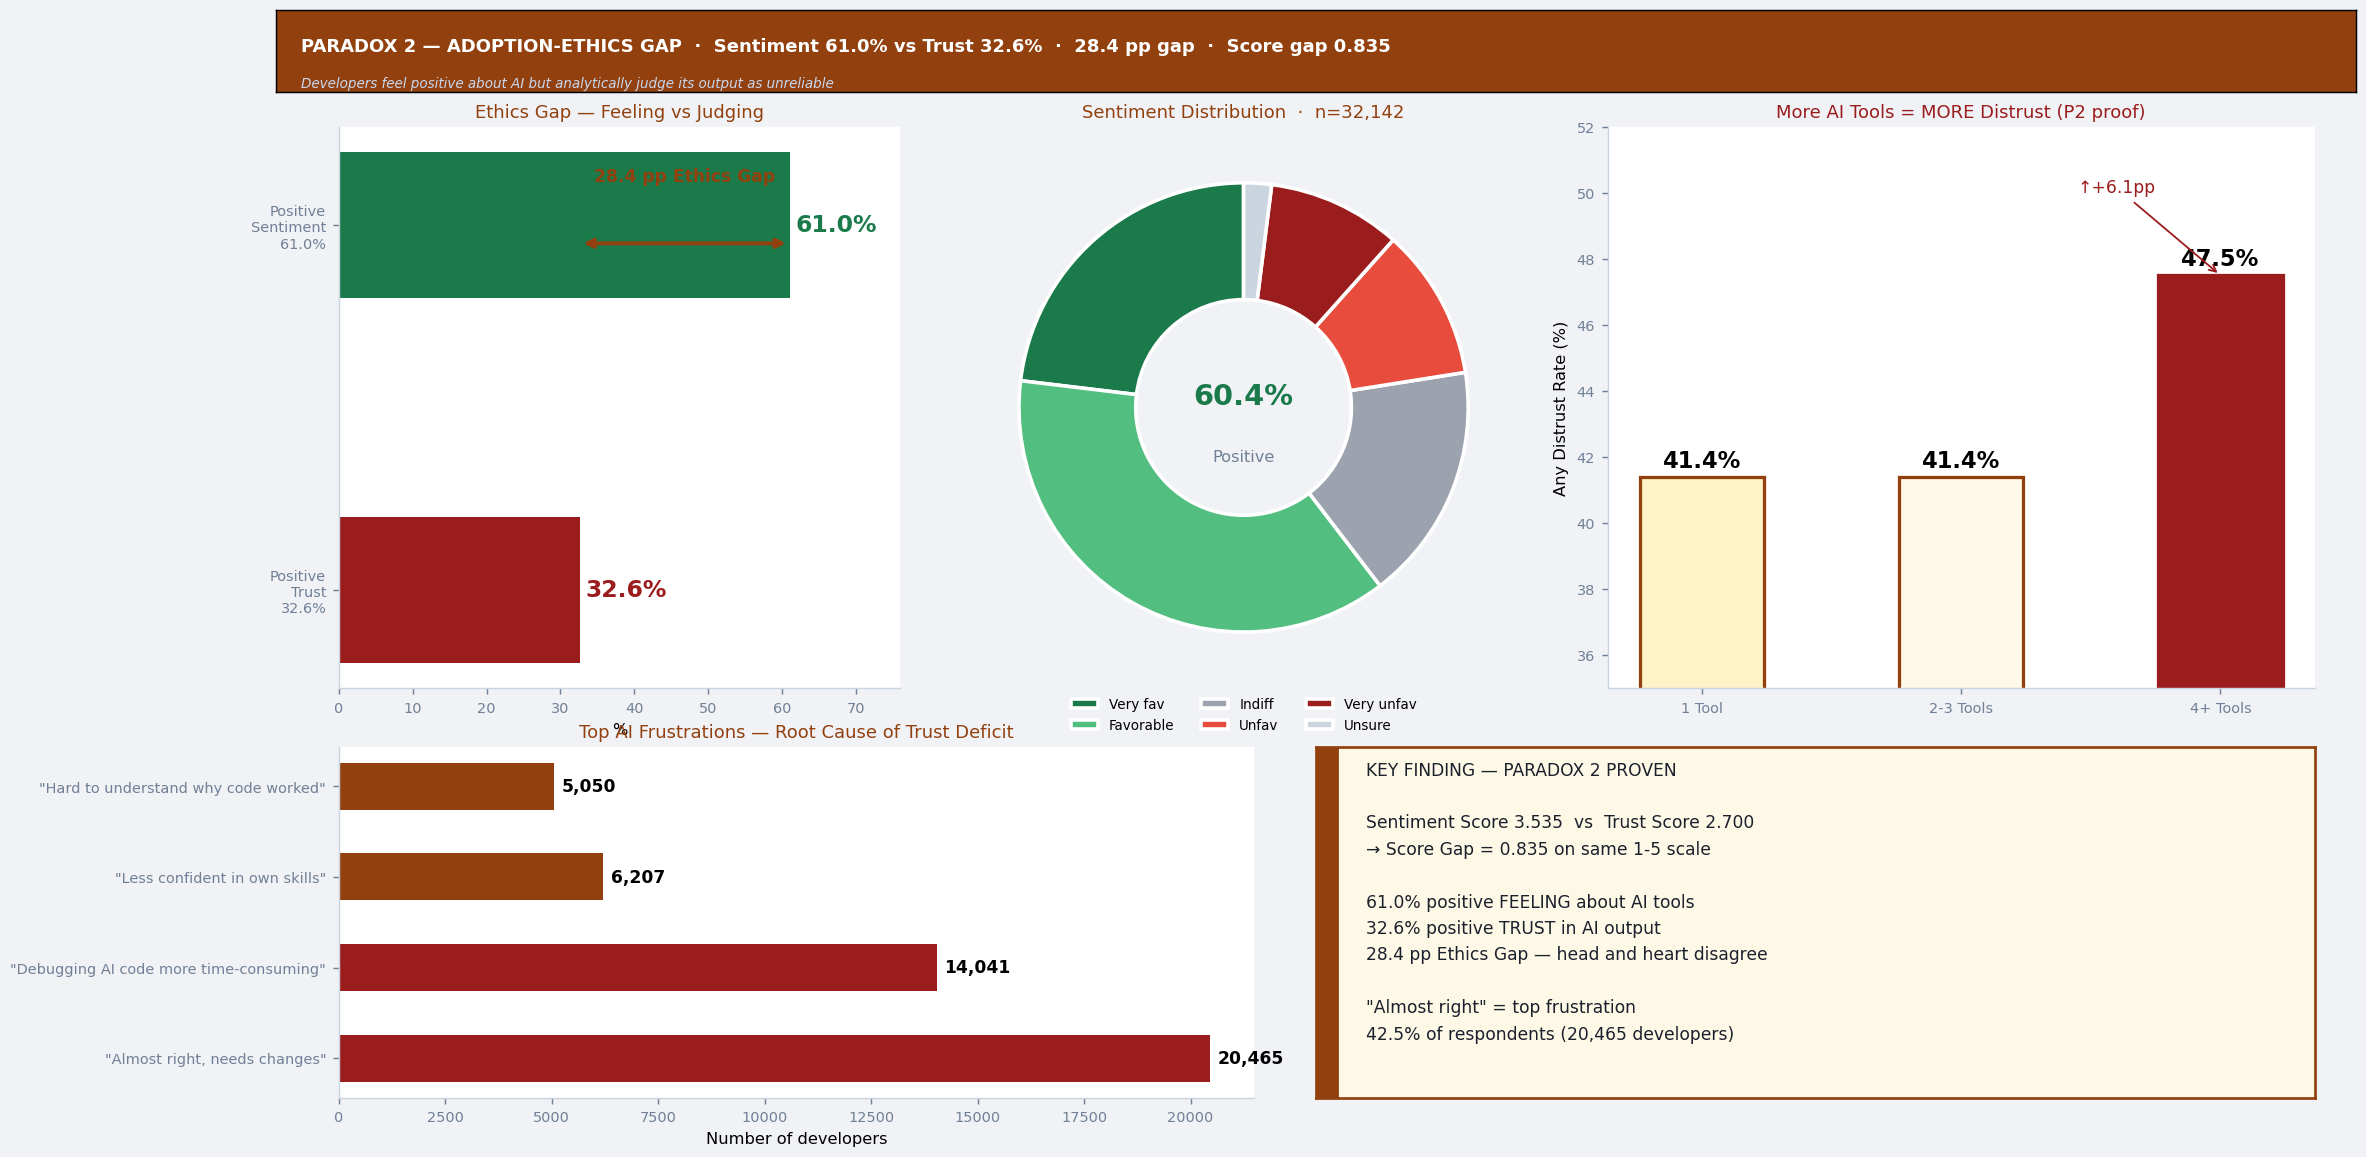 PARADOX 2 — ADOPTION-ETHICS GAP · Sentiment 61.0% vs Trust 32.6% · 28.4 pp gap · Score gap 0.835
Developers feel positive about AI but analytically judge its output as unreliable
Ethics Gap — Feeling vs Judging
28.4 pp Ethics Gap
Positive
Sentiment
61.0%
61.0%
Positive
Trust
32.6%
32.6%
0 10 20 30 40 50 60 70
%
Sentiment Distribution · n=32,142
60.4%
Positive
Very fav
Favorable
Indiff
Unfav
Very unfav
Unsure
More AI Tools = MORE Distrust (P2 proof)
Any Distrust Rate (%)
52
50
48
46
44
42
40
38
36
↑+6.1pp
41.4%
41.4%
47.5%
1 Tool
2-3 Tools
4+ Tools
Top AI Frustrations — Root Cause of Trust Deficit
"Hard to understand why code worked"
5,050
"Less confident in own skills"
6,207
"Debugging AI code more time-consuming"
14,041
"Almost right, needs changes"
20,465
0 2500 5000 7500 10000 12500 15000 17500 20000
Number of developers
KEY FINDING — PARADOX 2 PROVEN
Sentiment Score 3.535 vs Trust Score 2.700
→ Score Gap = 0.835 on same 1-5 scale
61.0% positive FEELING about AI tools
32.6% positive TRUST in AI output
28.4 pp Ethics Gap — head and heart disagree
"Almost right" = top frustration
42.5% of respondents (20,465 developers)